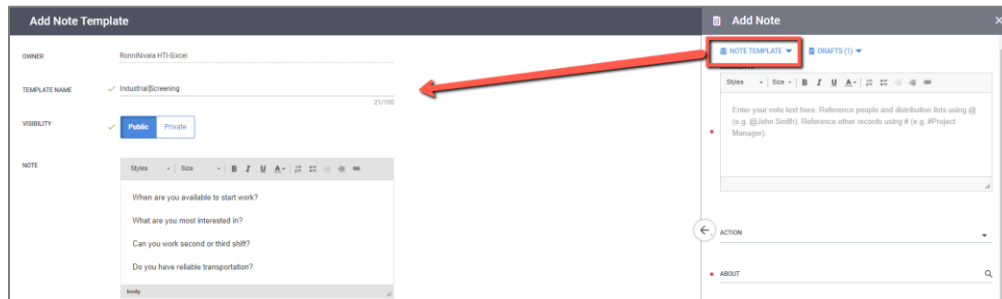 Add Note Template
OWNER
RonniNivala HTI-Sixcel
TEMPLATE NAME
Industrial Screening
21/100
VISIBILITY
Public Private
NOTE
Styles Size B I U A
When are you available to start work?
What are you most interested in?
Can you work second or third shift?
Do you have reliable transportation?
body
Add Note
NOTE TEMPLATE DRAFTS (1)
COMMENTS
Styles Size B I U A
Enter your note text here. Reference people and distribution lists using @
(e.g. @John Smith). Reference other records using # (e.g. #Project
Manager).
ACTION
ABOUT